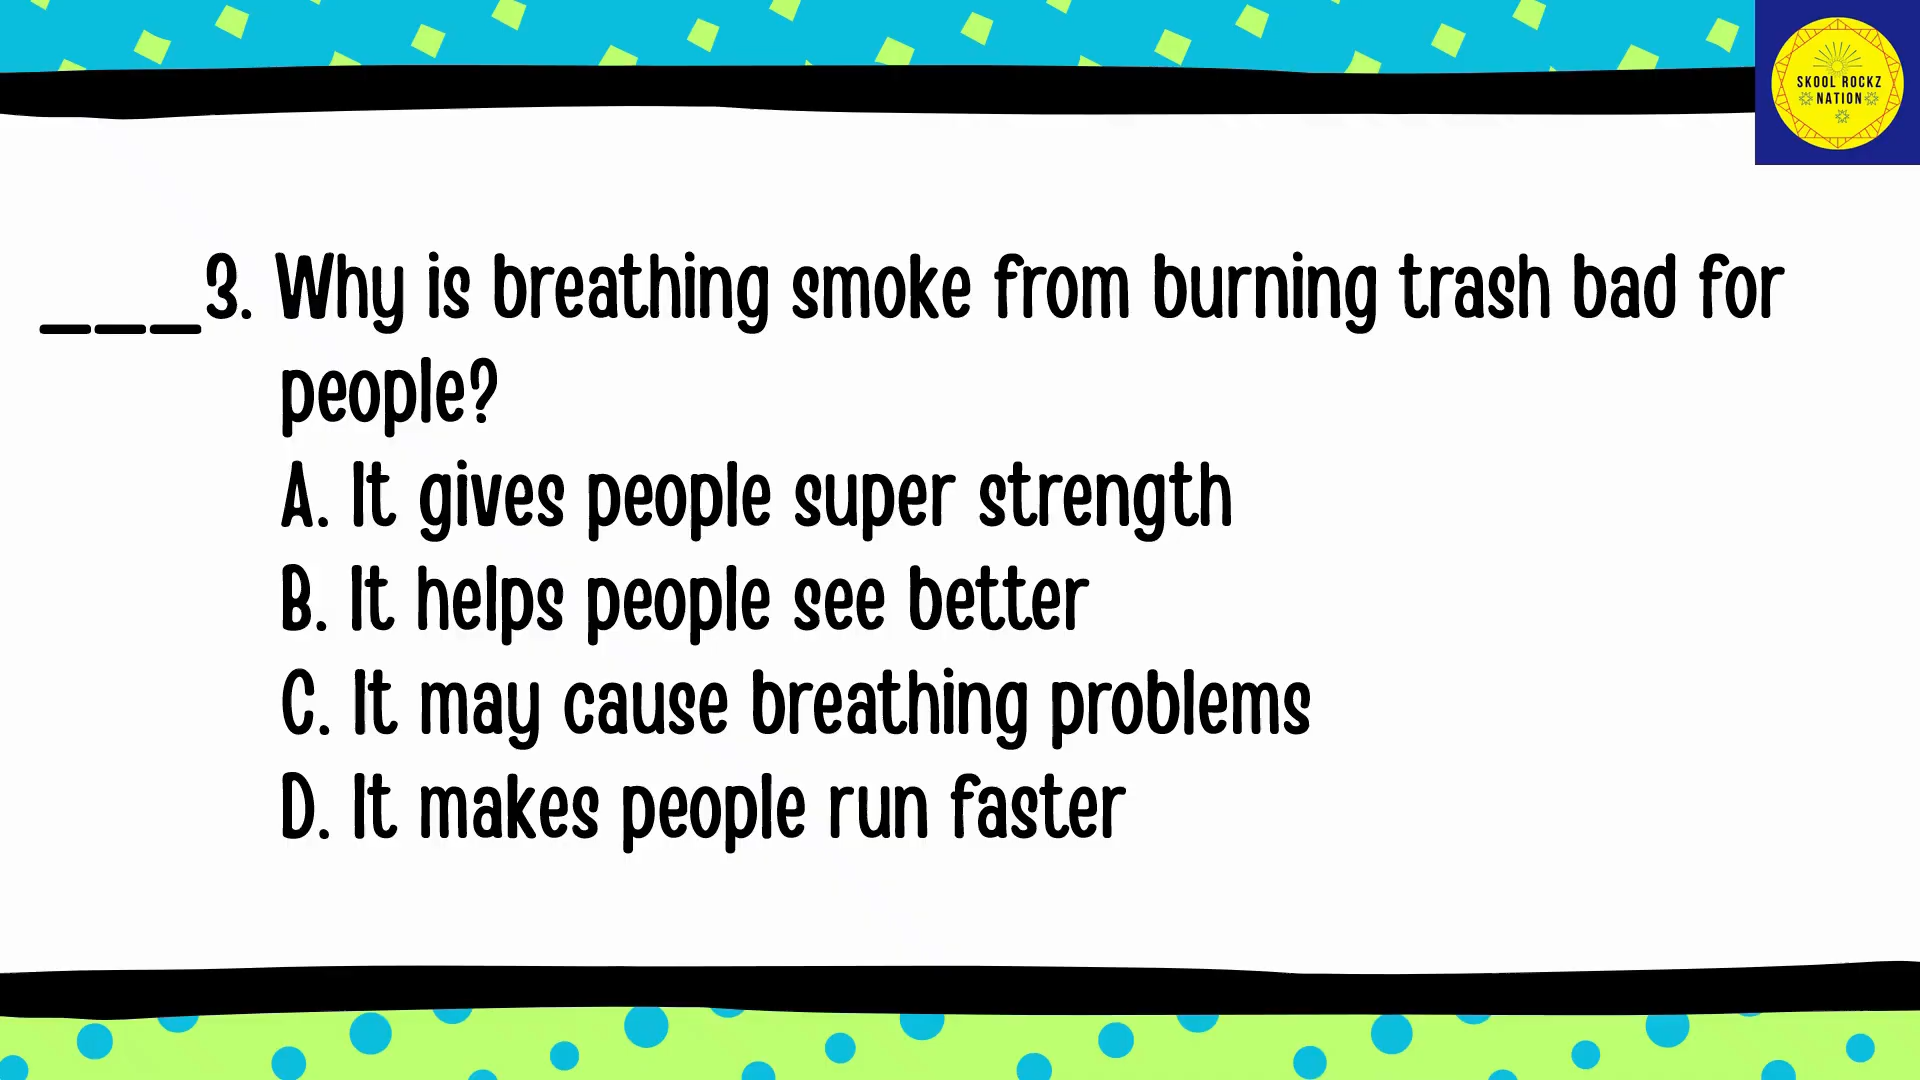 SKOOL ROCKZ
NATION
___3. Why is breathing smoke from burning trash bad for
people?
A. It gives people super strength
B. It helps people see better
C. It may cause breathing problems
D. It makes people run faster